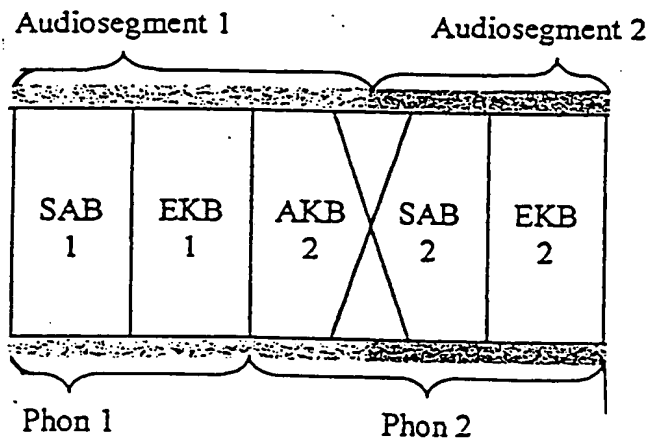 Audiosegment 1
Audiosegment 2
SAB
1
EKB
1
AKB
2
SAB
2
EKB
2
Phon 1
Phon 2